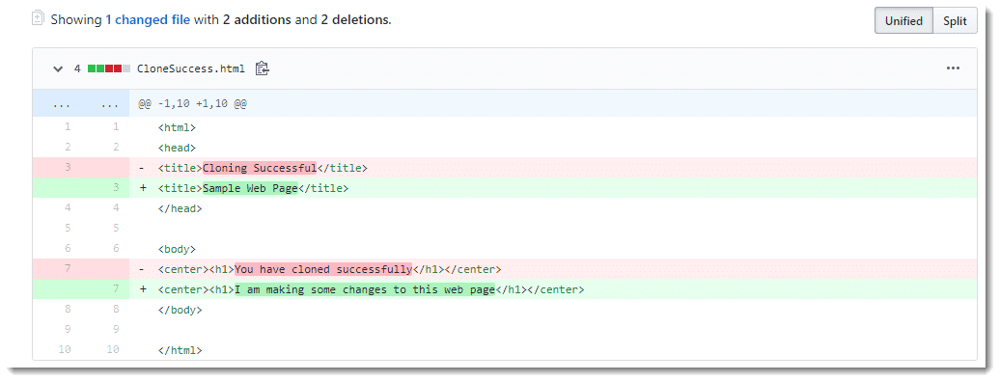 Showing 1 changed file with 2 additions and 2 deletions.
Unified Split
4 CloneSuccess.html ...
... ... @@ -1,10 +1,10 @@
1 1 <html>
2 2 <head>
3 - <title>Cloning Successful</title>
3 + <title>Sample Web Page</title>
4 4 </head>
5 5
6 6 <body>
7 - <center><h1>You have cloned successfully</h1></center>
7 + <center><h1>I am making some changes to this web page</h1></center>
8 8 </body>
9 9
10 10 </html>